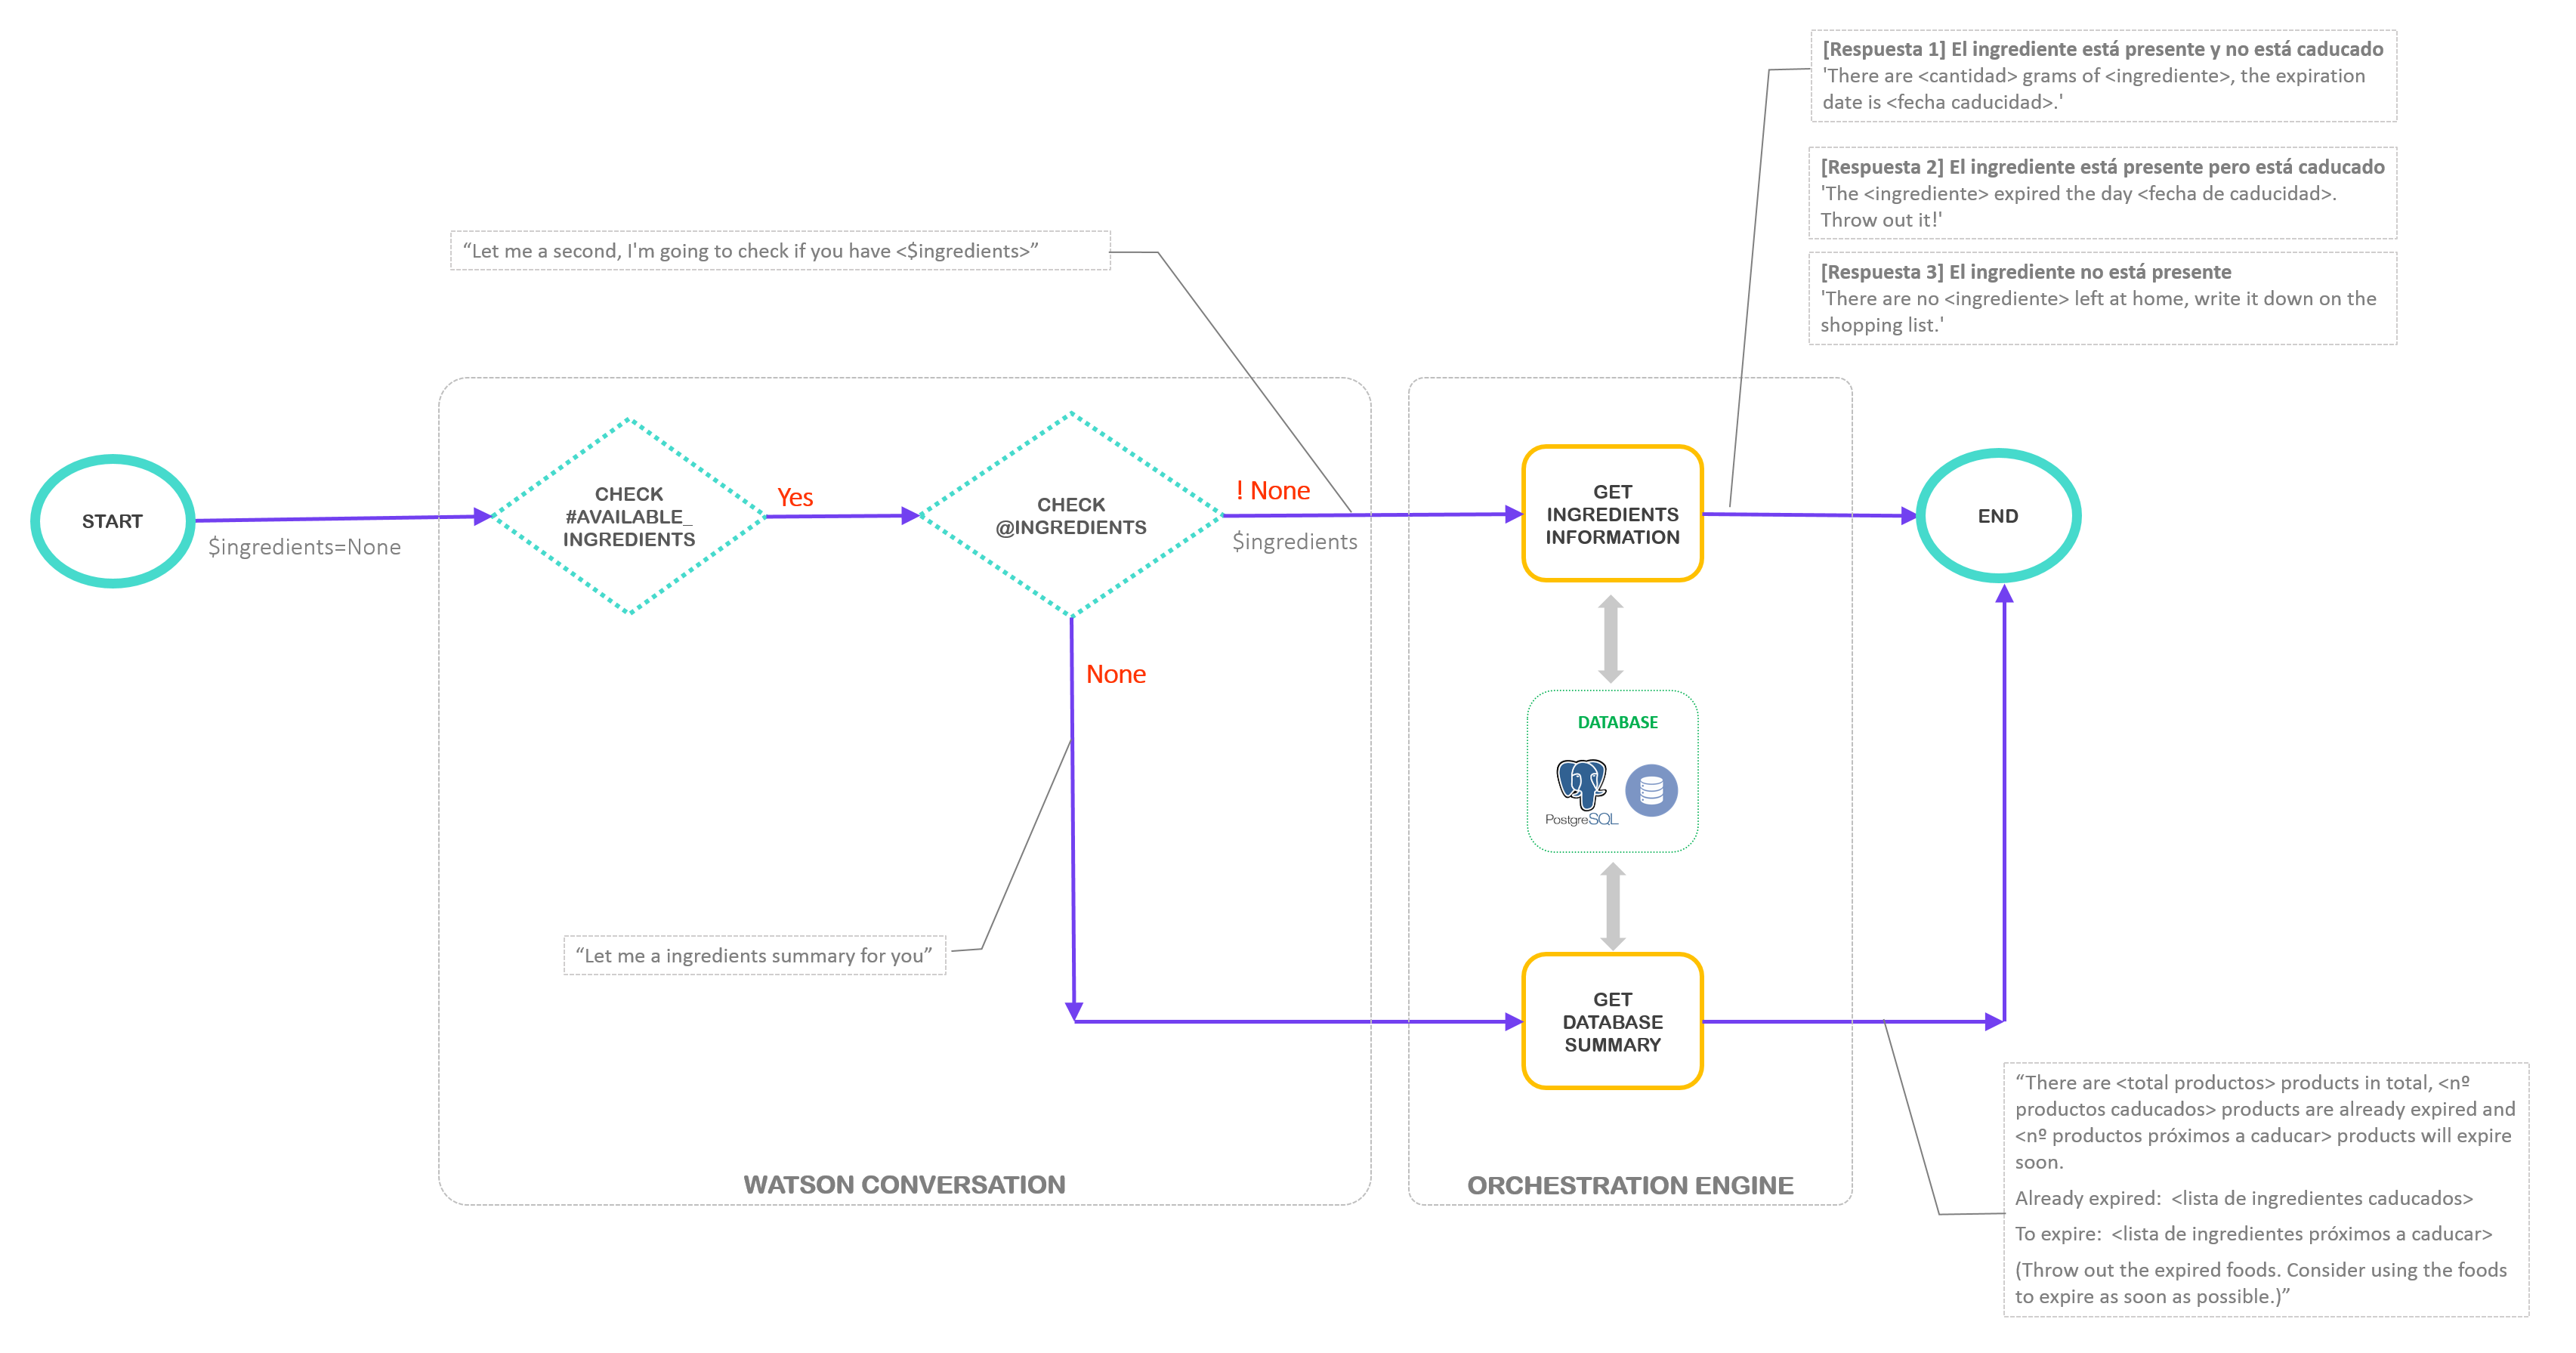 [Respuesta 1] El ingrediente está presente y no está caducado
'There are <cantidad> grams of <ingrediente>, the expiration
date is <fecha caducidad>.'
[Respuesta 2] El ingrediente está presente pero está caducado
'The <ingrediente> expired the day <fecha de caducidad>.
Throw out it!'
[Respuesta 3] El ingrediente no está presente
'There are no <ingrediente> left at home, write it down on the
shopping list.'
“Let me a second, I'm going to check if you have <$ingredients>”
START
$ingredients=None
CHECK
#AVAILABLE_
INGREDIENTS
Yes
CHECK
@INGREDIENTS
! None
$ingredients
GET
INGREDIENTS
INFORMATION
END
None
DATABASE
PostgreSQL
“Let me a ingredients summary for you”
GET
DATABASE
SUMMARY
WATSON CONVERSATION
ORCHESTRATION ENGINE
“There are <total productos> products in total, <nº
productos caducados> products are already expired and
<nº productos próximos a caducar> products will expire
soon.
Already expired: <lista de ingredientes caducados>
To expire: <lista de ingredientes próximos a caducar>
(Throw out the expired foods. Consider using the foods
to expire as soon as possible.)”